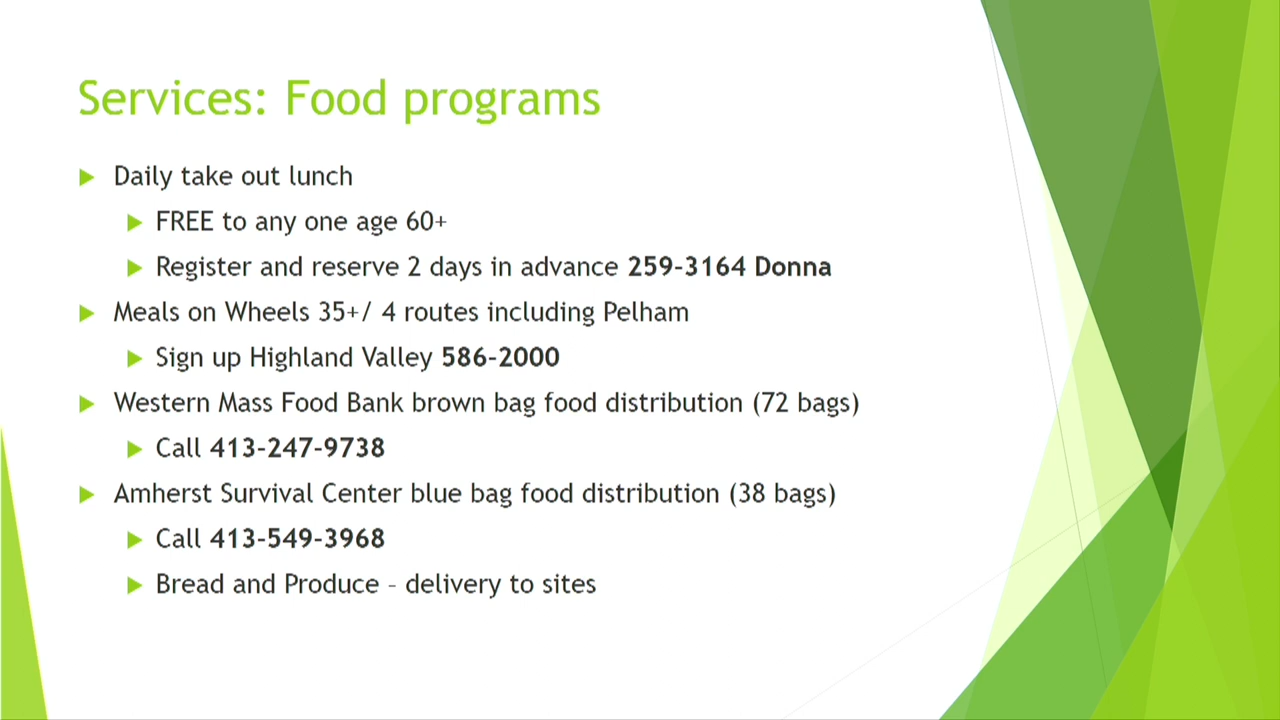 Services: Food programs
Daily take out lunch
FREE to any one age 60+
Register and reserve 2 days in advance 259-3164 Donna
Meals on Wheels 35+/ 4 routes including Pelham
Sign up Highland Valley 586-2000
Western Mass Food Bank brown bag food distribution (72 bags)
Call 413-247-9738
Amherst Survival Center blue bag food distribution (38 bags)
Call 413-549-3968
Bread and Produce - delivery to sites